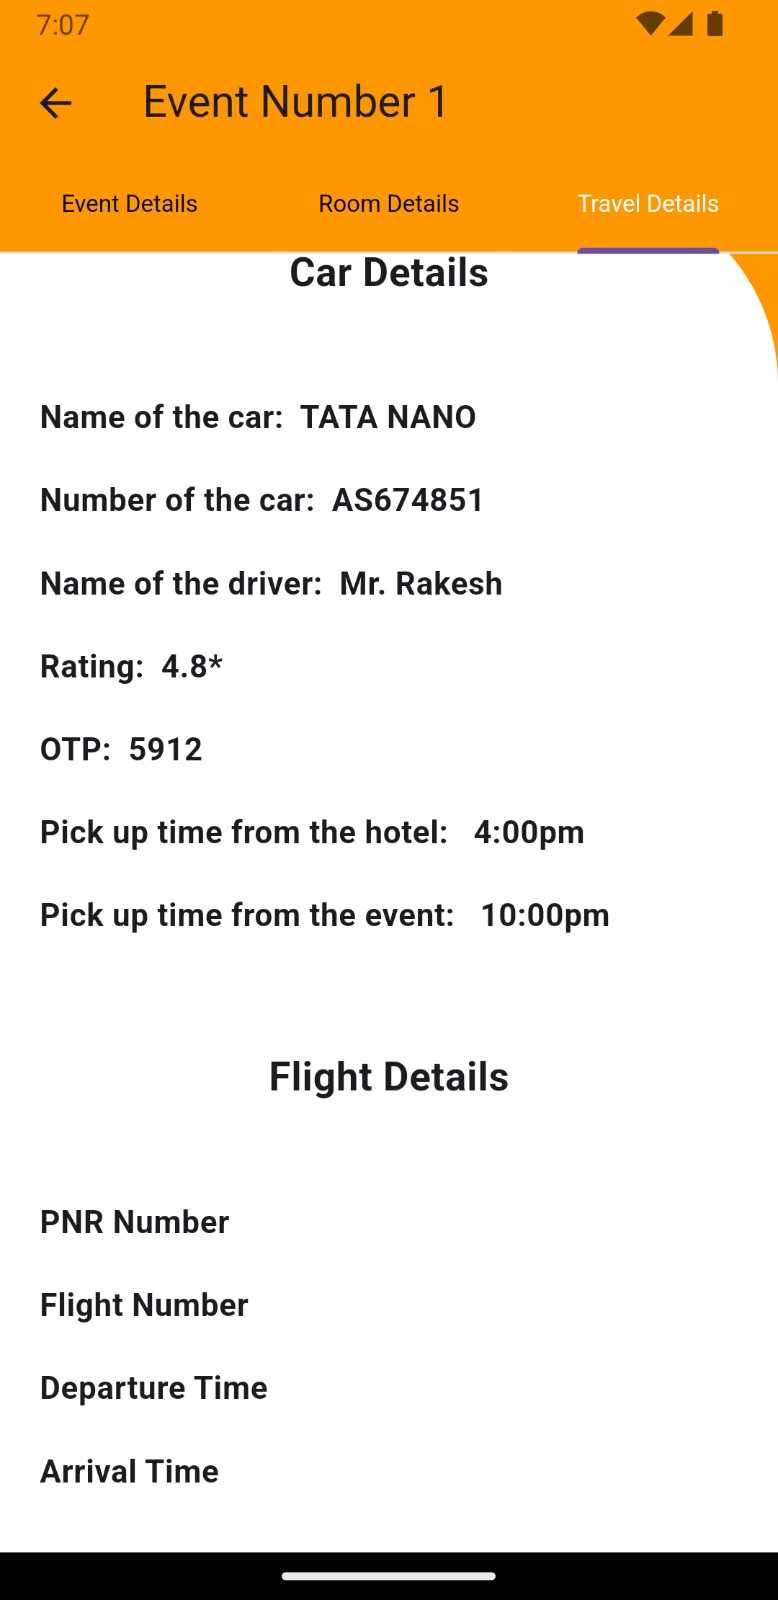 7:07
Event Number 1
Event Details Room Details Travel Details
Car Details
Name of the car: TATA NANO
Number of the car: AS674851
Name of the driver: Mr. Rakesh
Rating: 4.8*
OTP: 5912
Pick up time from the hotel: 4:00pm
Pick up time from the event: 10:00pm
Flight Details
PNR Number
Flight Number
Departure Time
Arrival Time